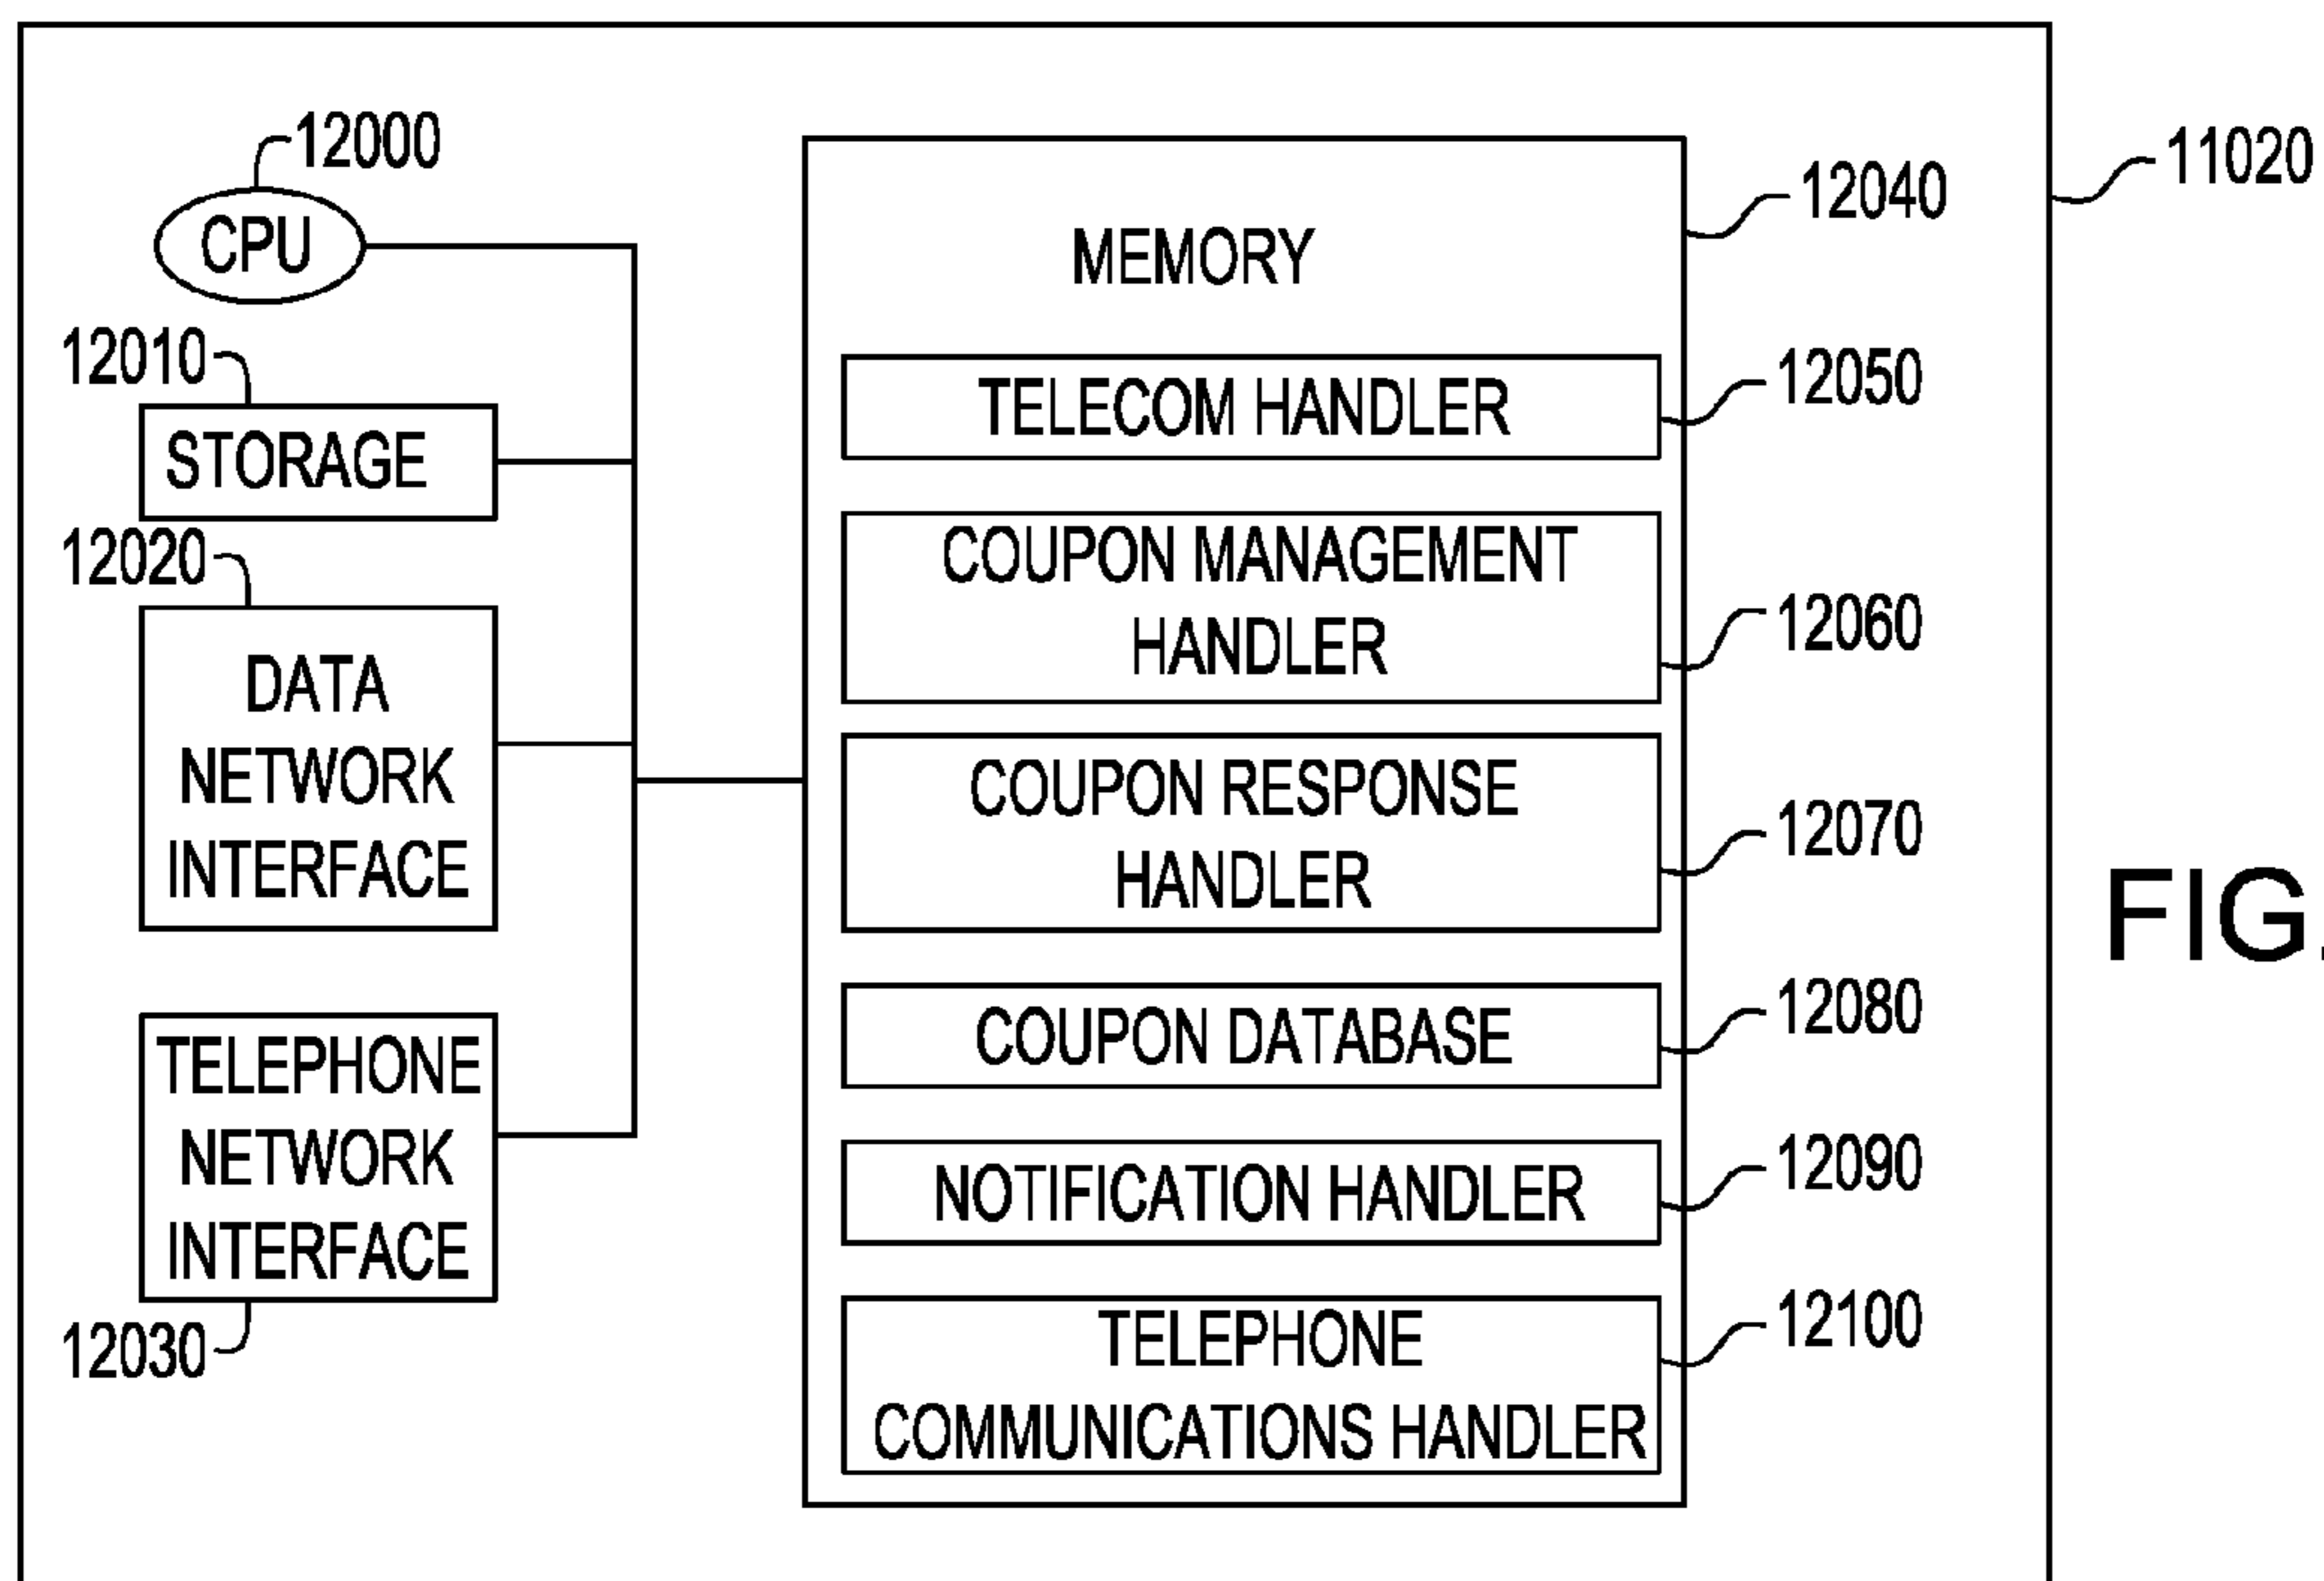 12000
CPU
12010
STORAGE
12020
DATA
NETWORK
INTERFACE
TELEPHONE
NETWORK
INTERFACE
12030
MEMORY
12040
11020
TELECOM HANDLER
12050
COUPON MANAGEMENT
HANDLER
12060
COUPON RESPONSE
HANDLER
12070
COUPON DATABASE
12080
NOTIFICATION HANDLER
12090
TELEPHONE
COMMUNICATIONS HANDLER
12100
FIG.